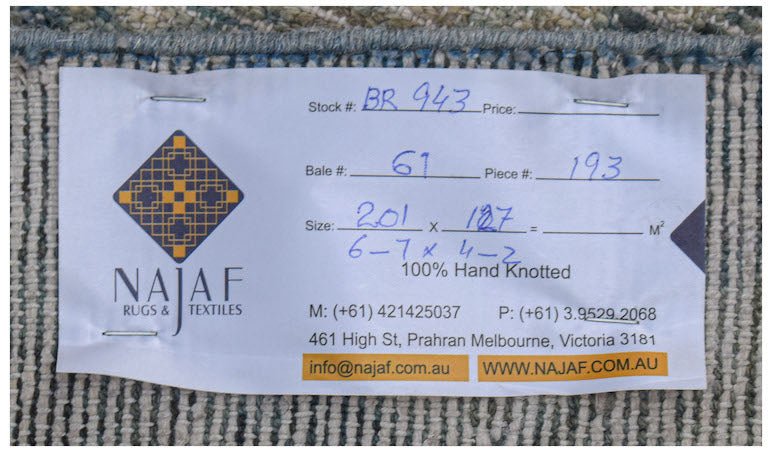 Stock #: BR 943 Price:
Bale #: 61 Piece #: 193
Size: 201 x 127 = M²
6-7 x 4-2
100% Hand Knotted
NAJAF
RUGS & TEXTILES
M: (+61) 421425037 P: (+61) 3.9529.2068
461 High St, Prahran Melbourne, Victoria 3181
info@najaf.com.au WWW.NAJAF.COM.AU